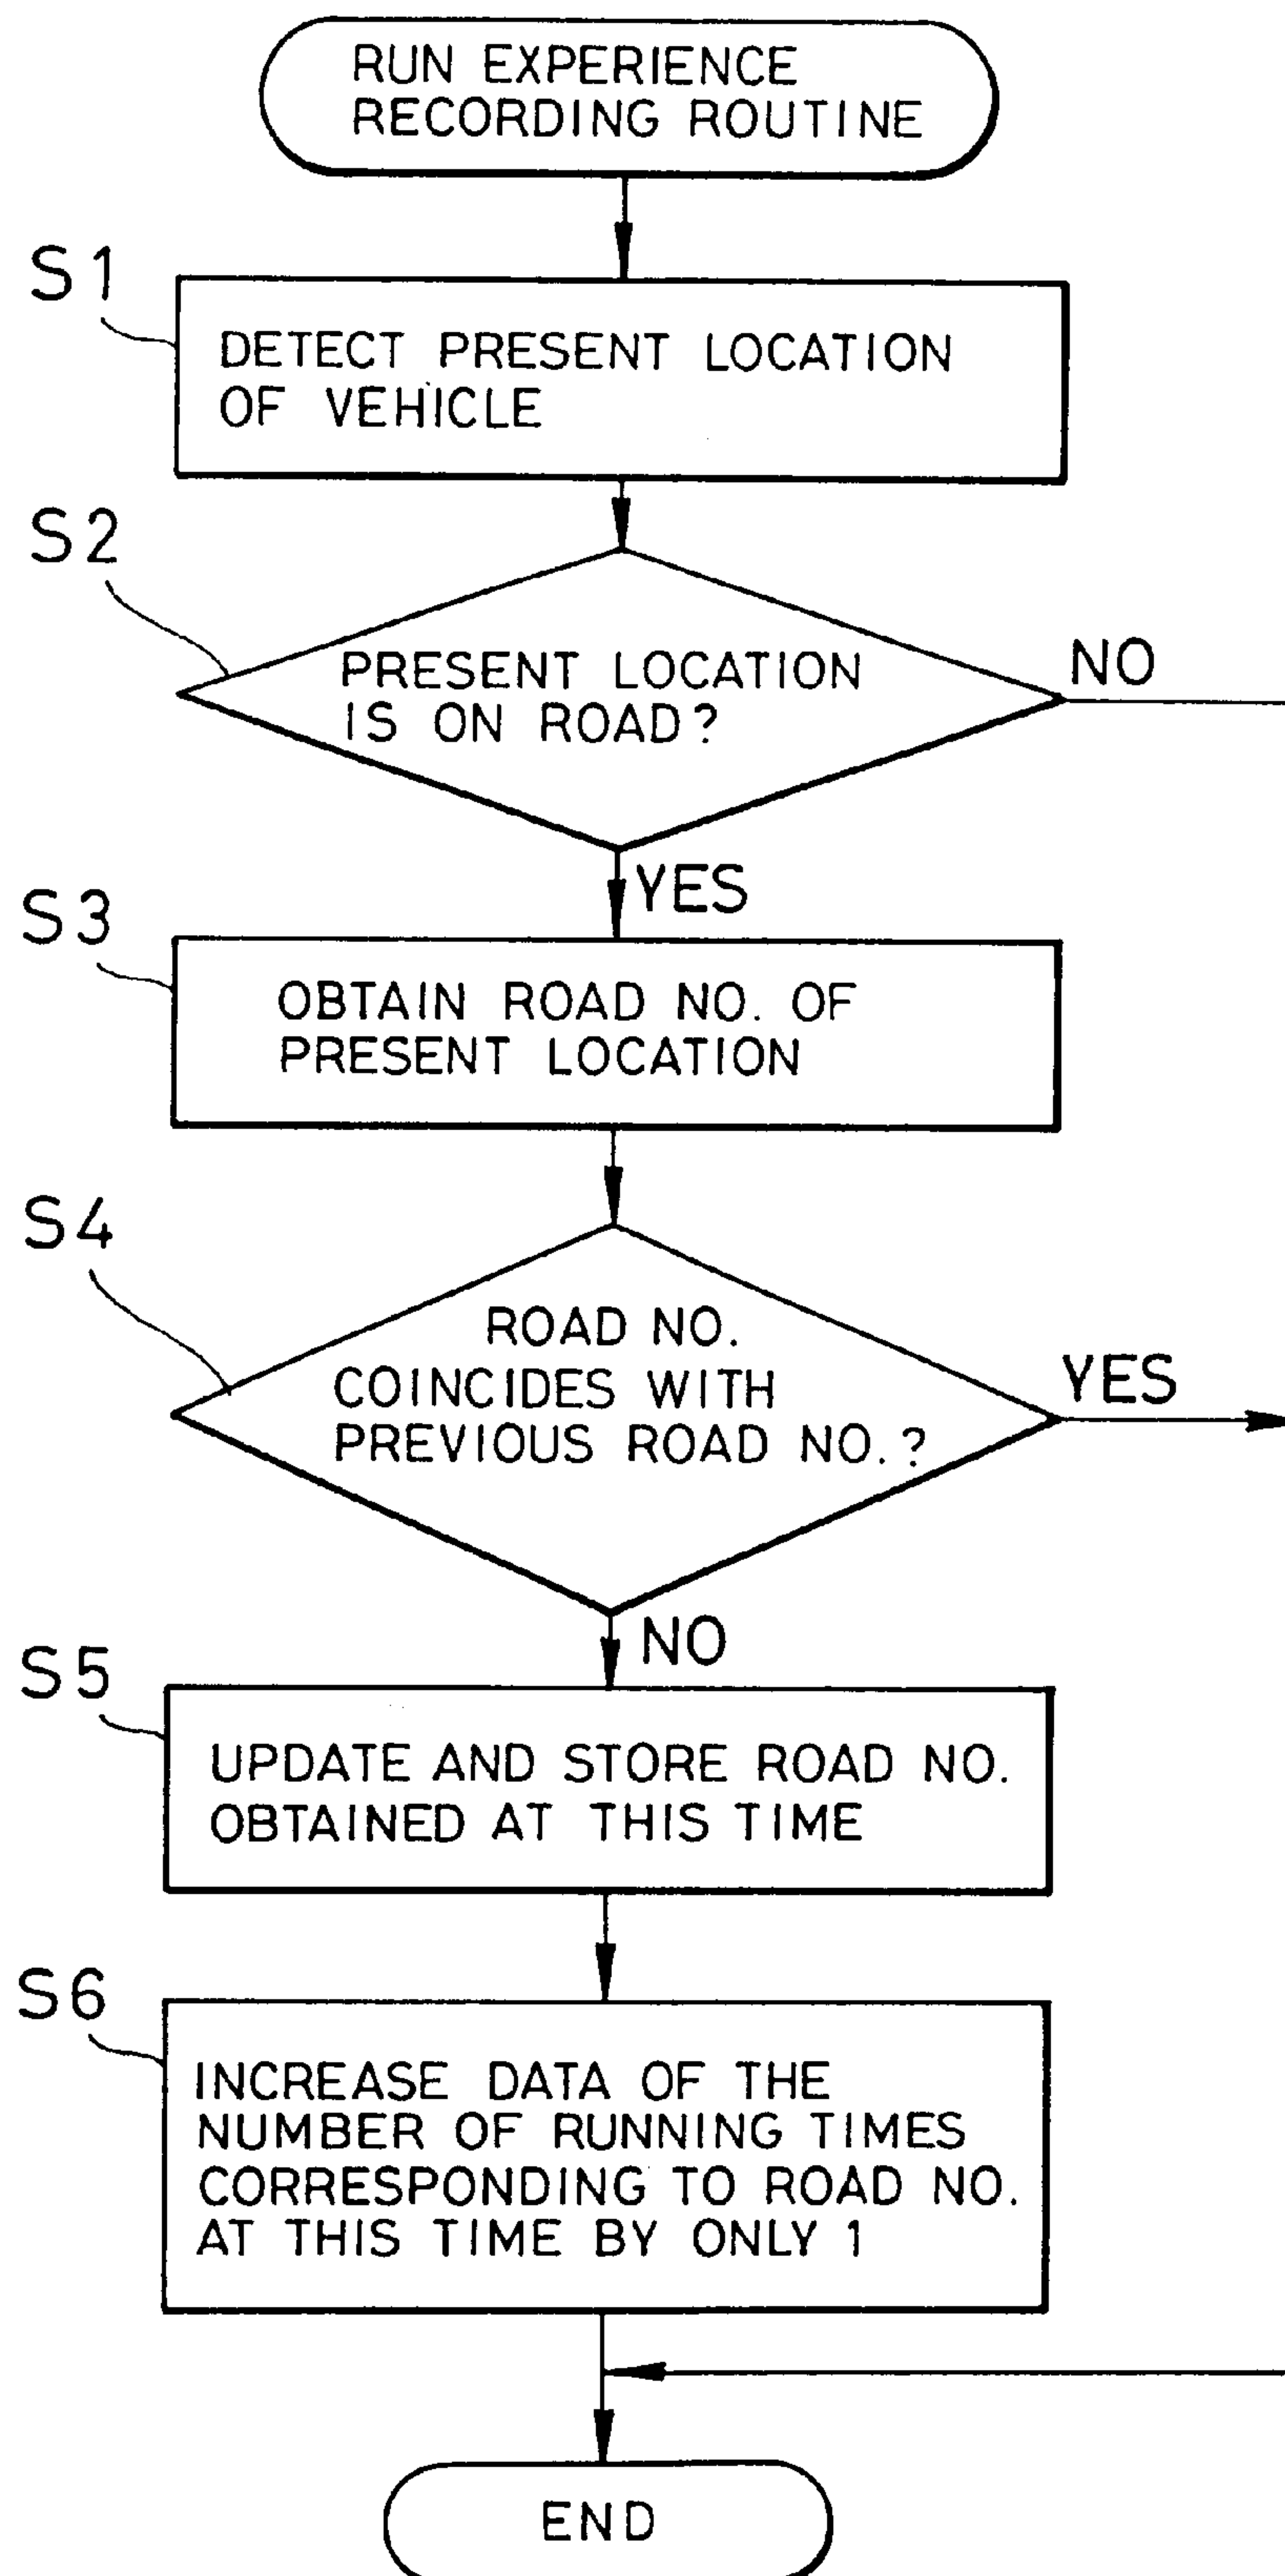 RUN EXPERIENCE
RECORDING ROUTINE
S1
DETECT PRESENT LOCATION
OF VEHICLE
S2
PRESENT LOCATION
IS ON ROAD?
NO
YES
S3
OBTAIN ROAD NO. OF
PRESENT LOCATION
S4
ROAD NO.
COINCIDES WITH
PREVIOUS ROAD NO.?
YES
NO
S5
UPDATE AND STORE ROAD NO.
OBTAINED AT THIS TIME
S6
INCREASE DATA OF THE
NUMBER OF RUNNING TIMES
CORRESPONDING TO ROAD NO.
AT THIS TIME BY ONLY 1
END